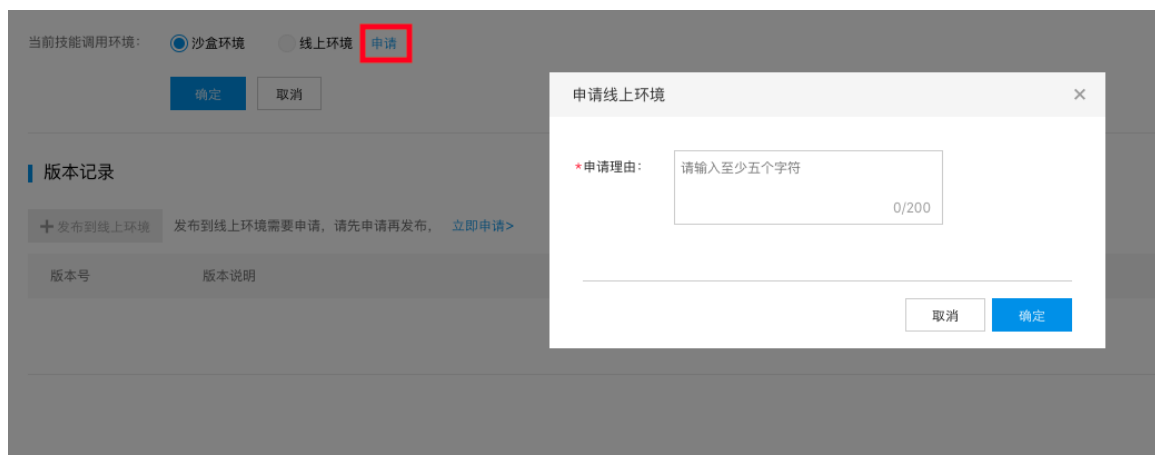 当前技能调用环境: 沙盒环境 线上环境 申请
确定 取消
申请线上环境 ×
*申请理由: 请输入至少五个字符
0/200
取消 确定
版本记录
+发布到线上环境 发布到线上环境需要申请, 请先申请再发布, 立即申请>
版本号 版本说明